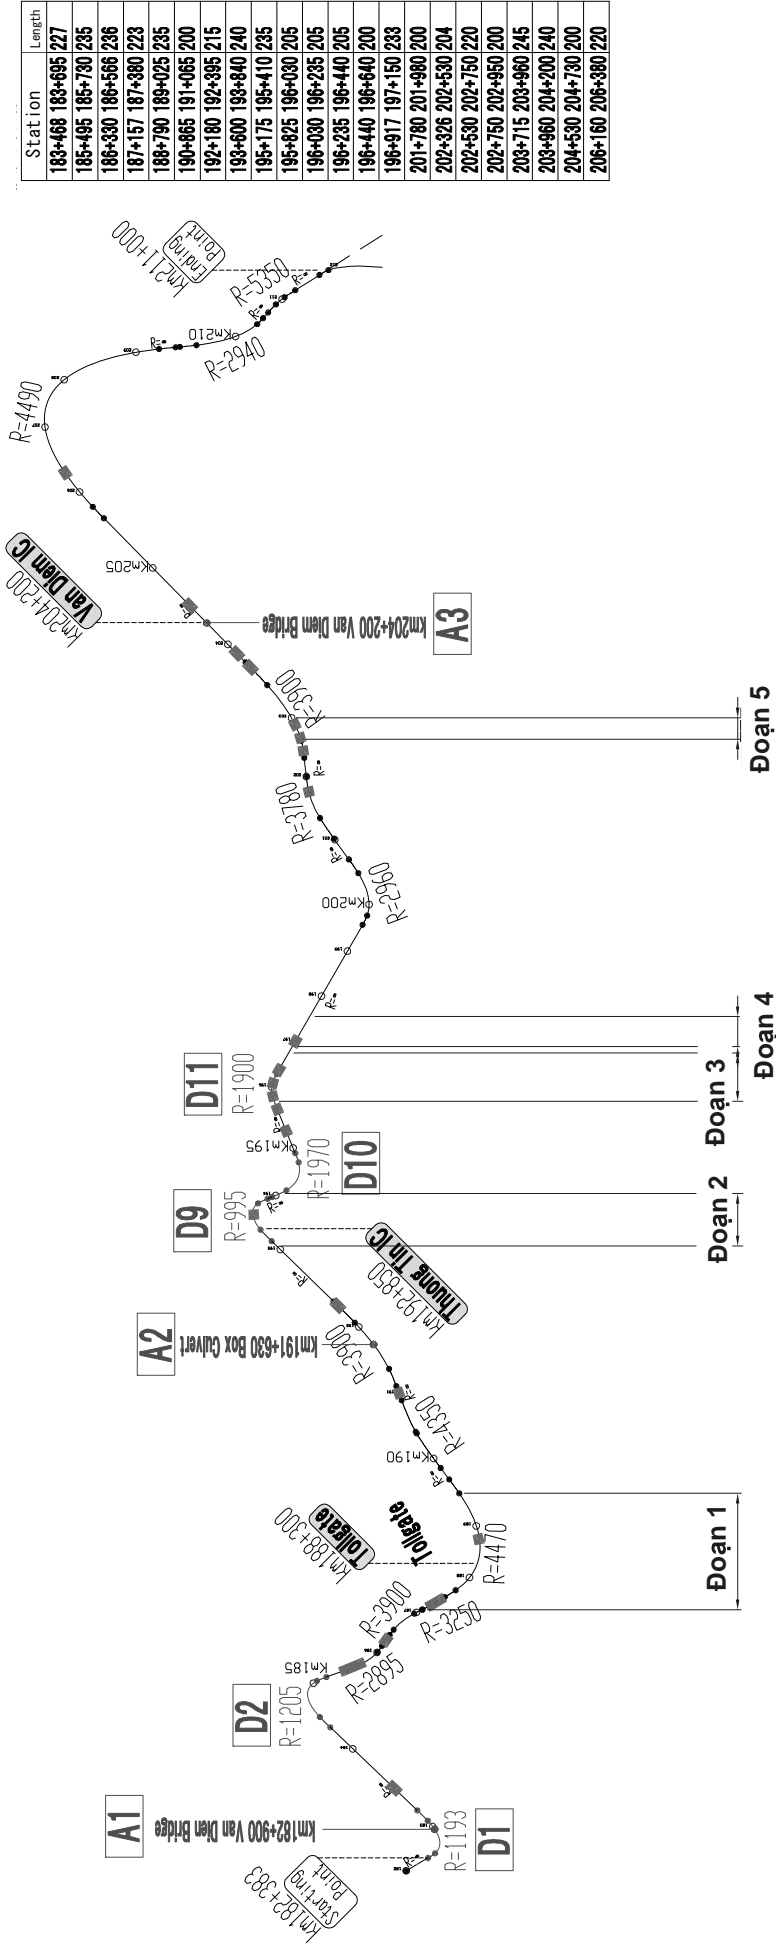 Station Length
183+468 183+695 227
185+495 185+730 235
186+330 186+566 236
187+157 187+380 223
188+790 189+025 235
190+865 191+065 200
192+180 192+395 215
193+600 193+840 240
195+175 195+410 235
195+825 196+030 205
196+030 196+235 205
196+235 196+440 205
196+440 196+640 200
196+917 197+150 233
201+780 201+980 200
202+326 202+530 204
202+530 202+750 220
202+750 202+950 200
203+715 203+960 245
203+960 204+200 240
204+530 204+730 200
206+160 206+380 220
km182+383
Starting
Point
R=1193
D1
A1
km182+900 Van Dien Bridge
D2
R=1205
Km185
R=2895
R=3900
R=3250
km188+300
Tollgate
Tollgate
R=4470
Đoạn 1
Km190
R=4350
R=3900
A2
km191+630 Box Culvert
km192+850
Thuong Tin IC
D9
R=995
Đoạn 2
D10
R=1970
Km195
D11
R=1900
Đoạn 3
Đoạn 4
Km200
R=2960
R=3780
R=3900
Đoạn 5
A3
km204+200 Van Diem Bridge
km204+200
Van Diem IC
Km205
R=4490
Km210
R=2940
R=5350
km211+000
Ending
Point